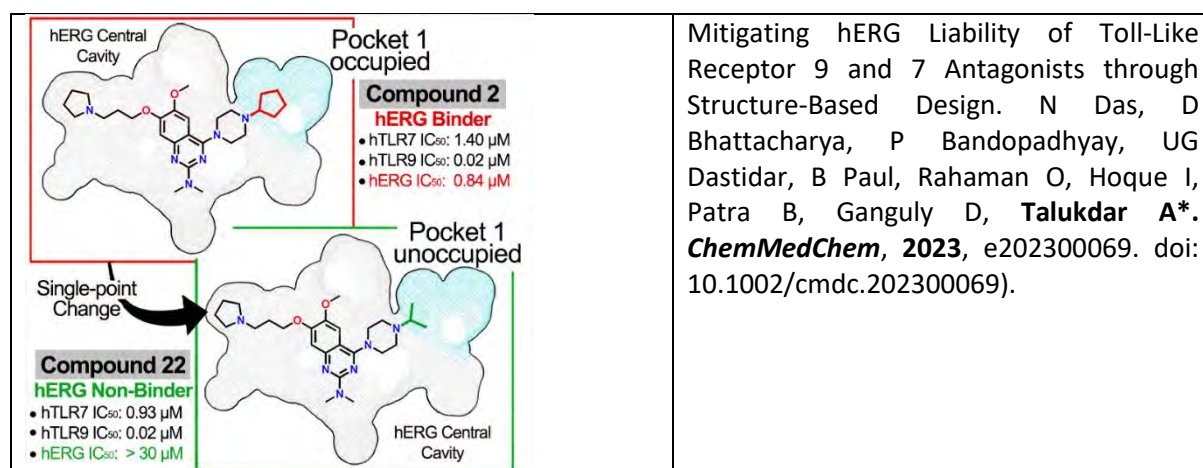 hERG Central
Cavity
Pocket 1
occupied
Compound 2
hERG Binder
• hTLR7 IC₅₀: 1.40 µM
• hTLR9 IC₅₀: 0.02 µM
• hERG IC₅₀: 0.84 µM
N
O
O
N
N
N
N
N
Single-point
Change
Pocket 1
unoccupied
N
O
O
N
N
N
N
N
Compound 22
hERG Non-Binder
• hTLR7 IC₅₀: 0.93 µM
• hTLR9 IC₅₀: 0.02 µM
• hERG IC₅₀: > 30 µM
hERG Central
Cavity
Mitigating hERG Liability of Toll-Like
Receptor 9 and 7 Antagonists through
Structure-Based Design. N Das, D
Bhattacharya, P Bandopadhyay, UG
Dastidar, B Paul, Rahaman O, Hoque I,
Patra B, Ganguly D, Talukdar A*.
ChemMedChem, 2023, e202300069. doi:
10.1002/cmdc.202300069).